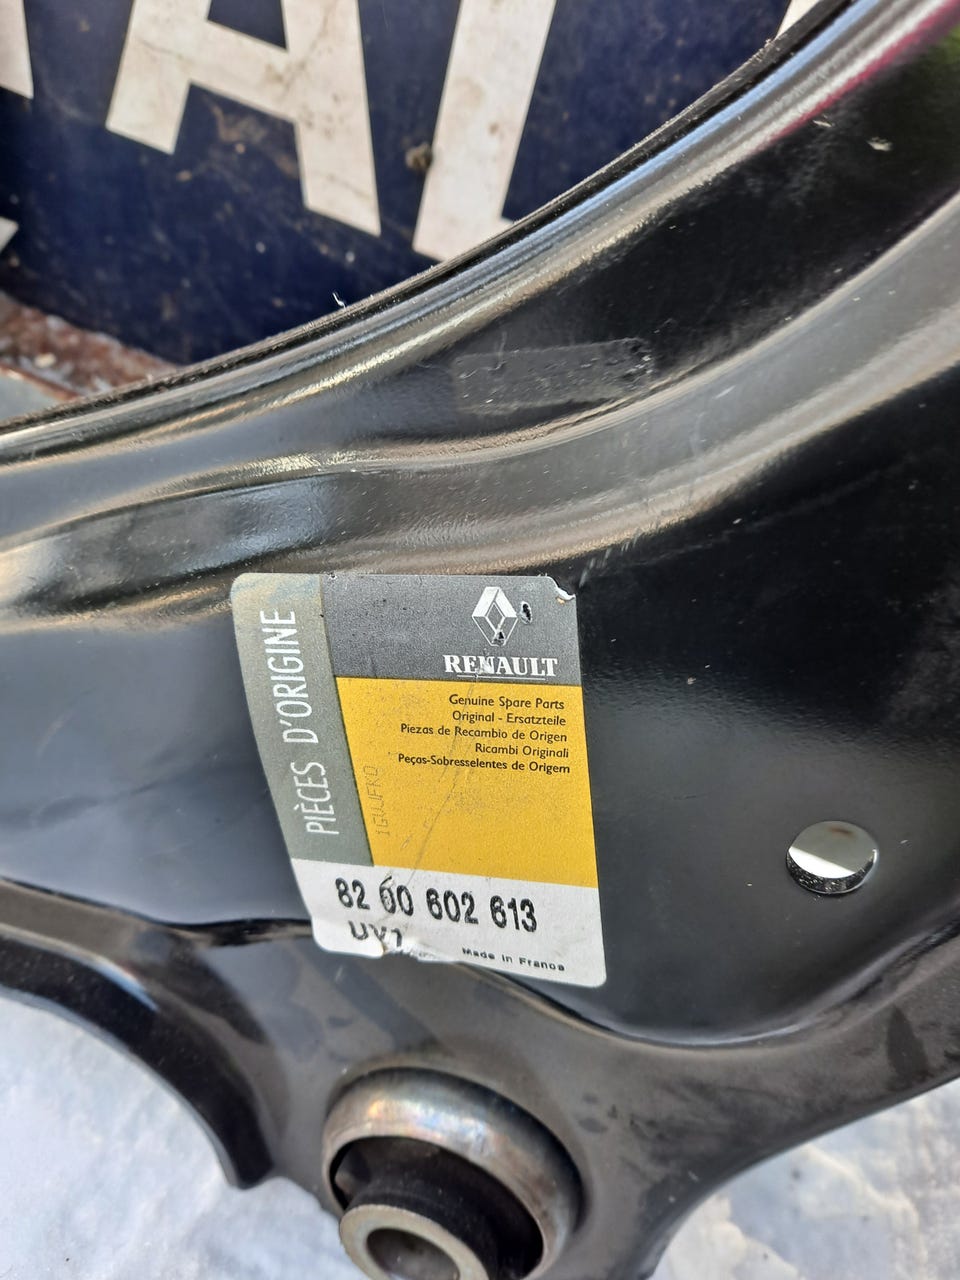 PIÈCES D'ORIGINE
RENAULT
Genuine Spare Parts
Original - Ersatzteile
Piezas de Recambio de Origen
Ricambi Originali
Peças-Sobresselentes de Origem
82 00 602 613
Made in France